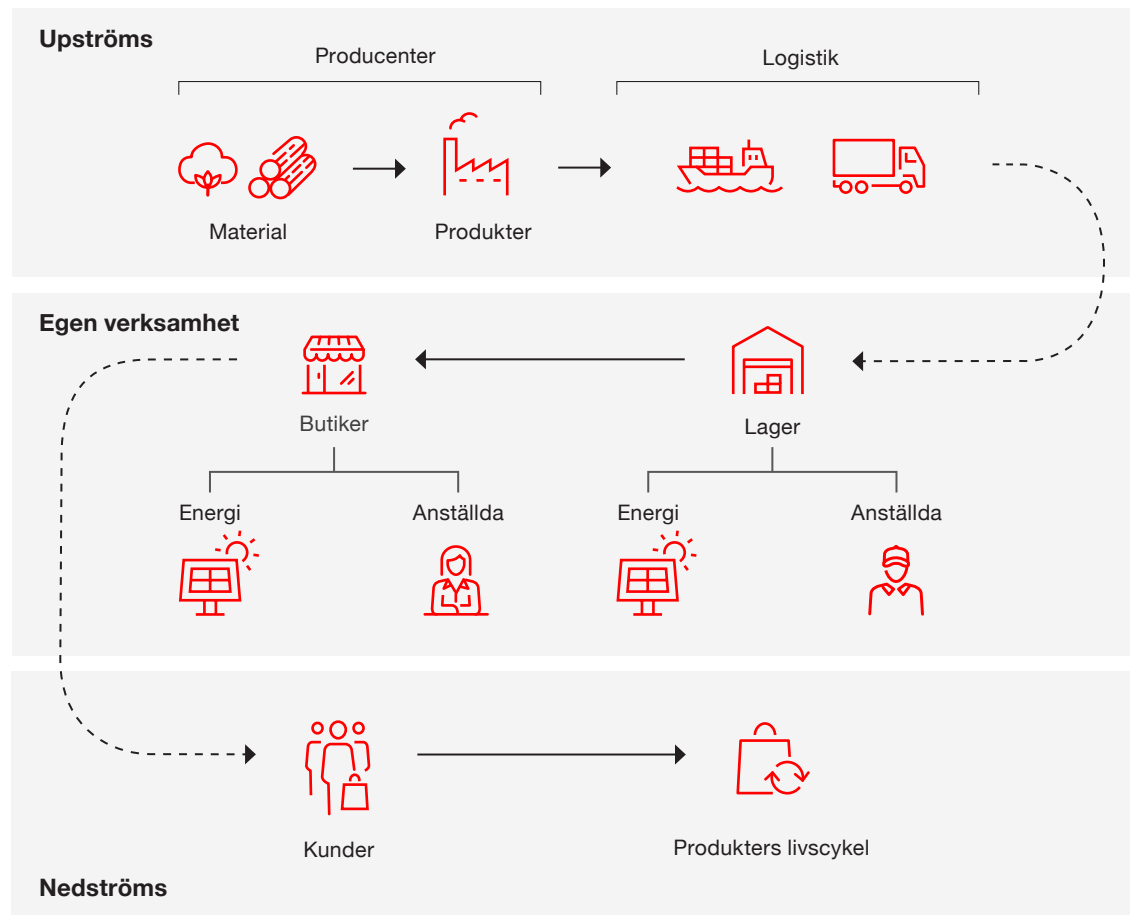 Upströms
Producenter
Logistik
Material
Produkter
Egen verksamhet
Butiker
Lager
Energi
Anställda
Energi
Anställda
Kunder
Produkters livscykel
Nedströms